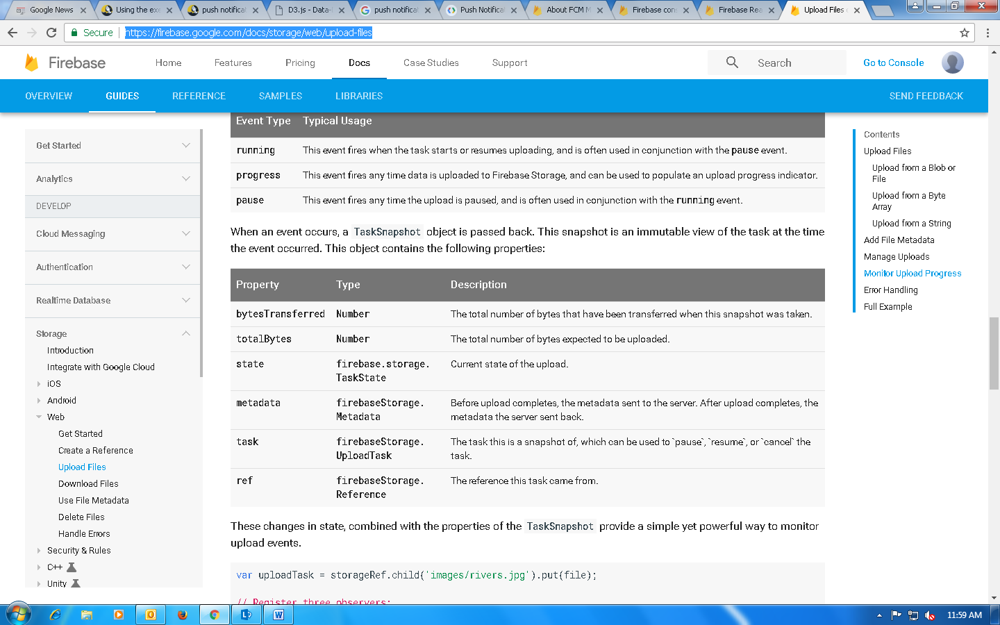 Google News
Using the exe
push notificat
D3.js - Data-
push notificat
Push Notificat
About FCM M
Firebase cons
Firebase Rea
Upload Files
Secure
https://firebase.google.com/docs/storage/web/upload-files
Firebase
Home
Features
Pricing
Docs
Case Studies
Support
Search
Go to Console
OVERVIEW
GUIDES
REFERENCE
SAMPLES
LIBRARIES
SEND FEEDBACK
Get Started
Analytics
DEVELOP
Cloud Messaging
Authentication
Realtime Database
Storage
Introduction
Integrate with Google Cloud
iOS
Android
Web
Get Started
Create a Reference
Upload Files
Download Files
Use File Metadata
Delete Files
Handle Errors
Security & Rules
C++
Unity
Event Type Typical Usage
running This event fires when the task starts or resumes uploading, and is often used in conjunction with the pause event.
progress This event fires any time data is uploaded to Firebase Storage, and can be used to populate an upload progress indicator.
pause This event fires any time the upload is paused, and is often used in conjunction with the running event.
When an event occurs, a TaskSnapshot object is passed back. This snapshot is an immutable view of the task at the time
the event occurred. This object contains the following properties:
Property Type Description
bytesTransferred Number The total number of bytes that have been transferred when this snapshot was taken.
totalBytes Number The total number of bytes expected to be uploaded.
state firebase.storage. Current state of the upload.
TaskState
metadata firebaseStorage. Before upload completes, the metadata sent to the server. After upload completes, the
Metadata metadata the server sent back.
task firebaseStorage. The task this is a snapshot of, which can be used to `pause`, `resume`, or `cancel` the
UploadTask task.
ref firebaseStorage. The reference this task came from.
Reference
These changes in state, combined with the properties of the TaskSnapshot provide a simple yet powerful way to monitor
upload events.
var uploadTask = storageRef.child('images/rivers.jpg').put(file);
// Register three observers:
Contents
Upload Files
Upload from a Blob or
File
Upload from a Byte
Array
Upload from a String
Add File Metadata
Manage Uploads
Monitor Upload Progress
Error Handling
Full Example
11:59 AM